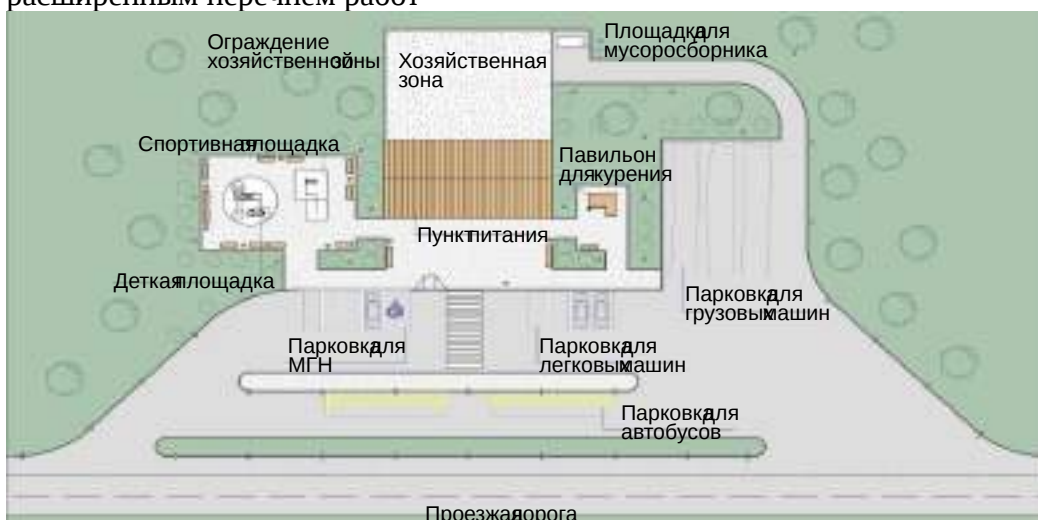 расширенным перечнем работ
Ограждение
хозяйственной зоны
Хозяйственная
зона
Площадка для
мусоросборника
Спортивная площадка
Павильон
для курения
Пункт питания
Деткая площадка
Парковка для
грузовых машин
Парковка для
МГН
Парковка для
легковых машин
Парковка для
автобусов
Проезжая дорога